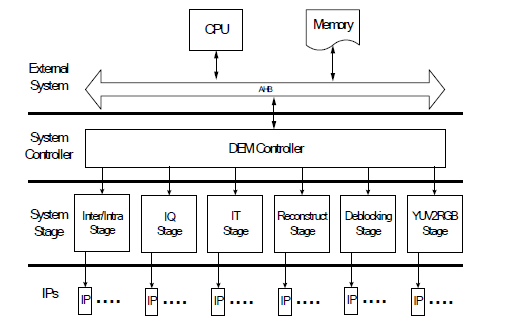 CPU
Memory
External
System
AHB
System
Controller
DEM Controller
System
Stage
Inter/Intra
Stage
IQ
Stage
IT
Stage
Reconstruct
Stage
Deblocking
Stage
YUV2RGB
Stage
IPs
IP ....
IP ....
IP ....
IP ....
IP ....
IP ....